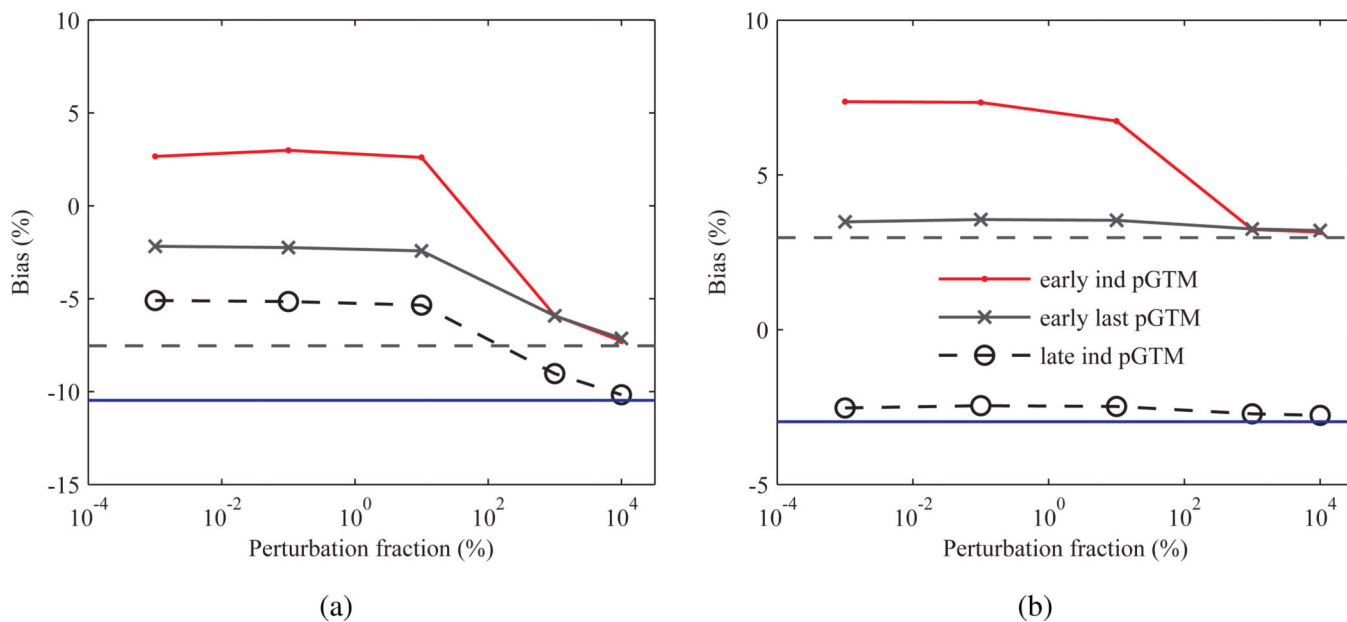 10
5
0
-5
-10
-15
Bias (%)
10^-4
10^-2
10^0
10^2
10^4
Perturbation fraction (%)
(a)
10
5
0
-5
Bias (%)
early ind pGTM
early last pGTM
late ind pGTM
10^-4
10^-2
10^0
10^2
10^4
Perturbation fraction (%)
(b)